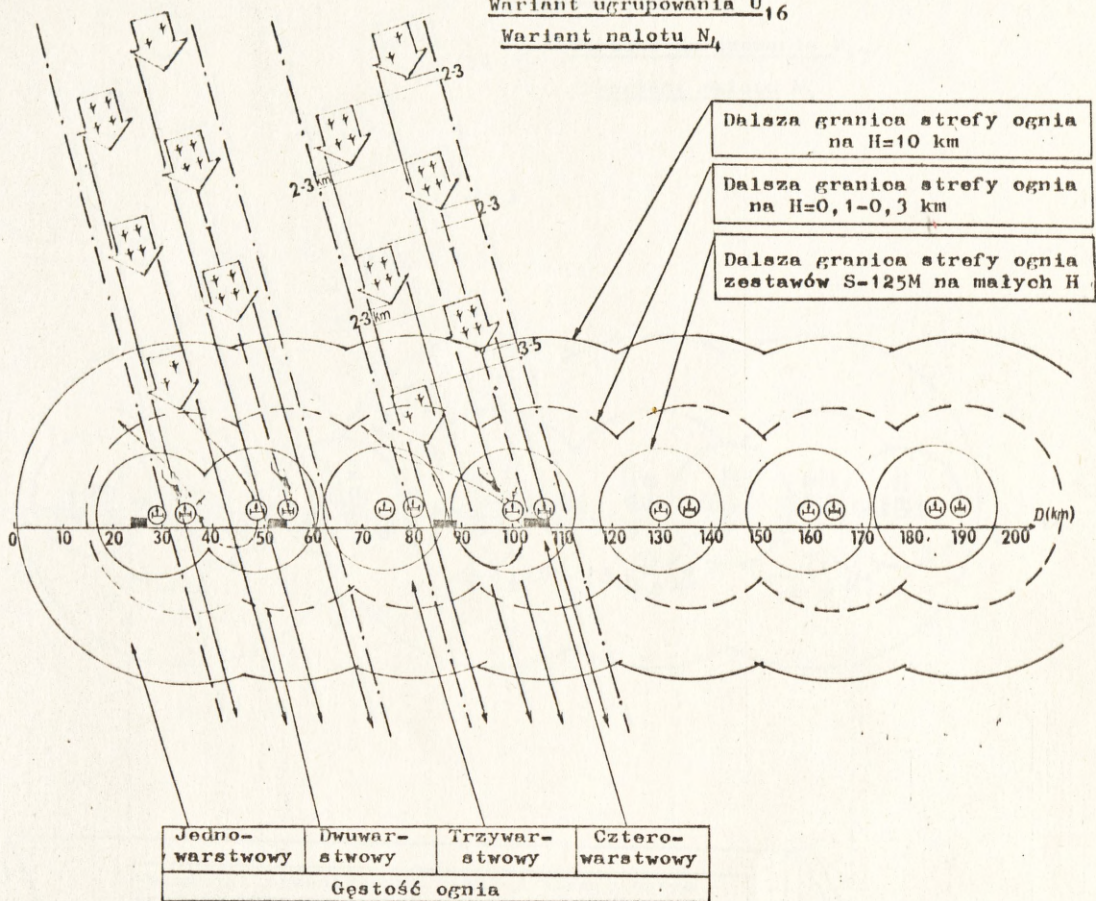 Wariant ugrupowania U16
Wariant nalotu N4
2-3
2-3 km
2-3
2-3 km
3-5
Dalsza granica strefy ognia
na H=10 km
Dalsza granica strefy ognia
na H=0,1-0,3 km
Dalsza granica strefy ognia
zestawów S-125M na małych H
0 10 20 30 40 50 60 70 80 90 100 110 120 130 140 150 160 170 180 190 200 D(km)
Jedno- Dwuwar- Trzywar- Cztero-
warstwowy stwowy stwowy warstwowy
Gęstość ognia